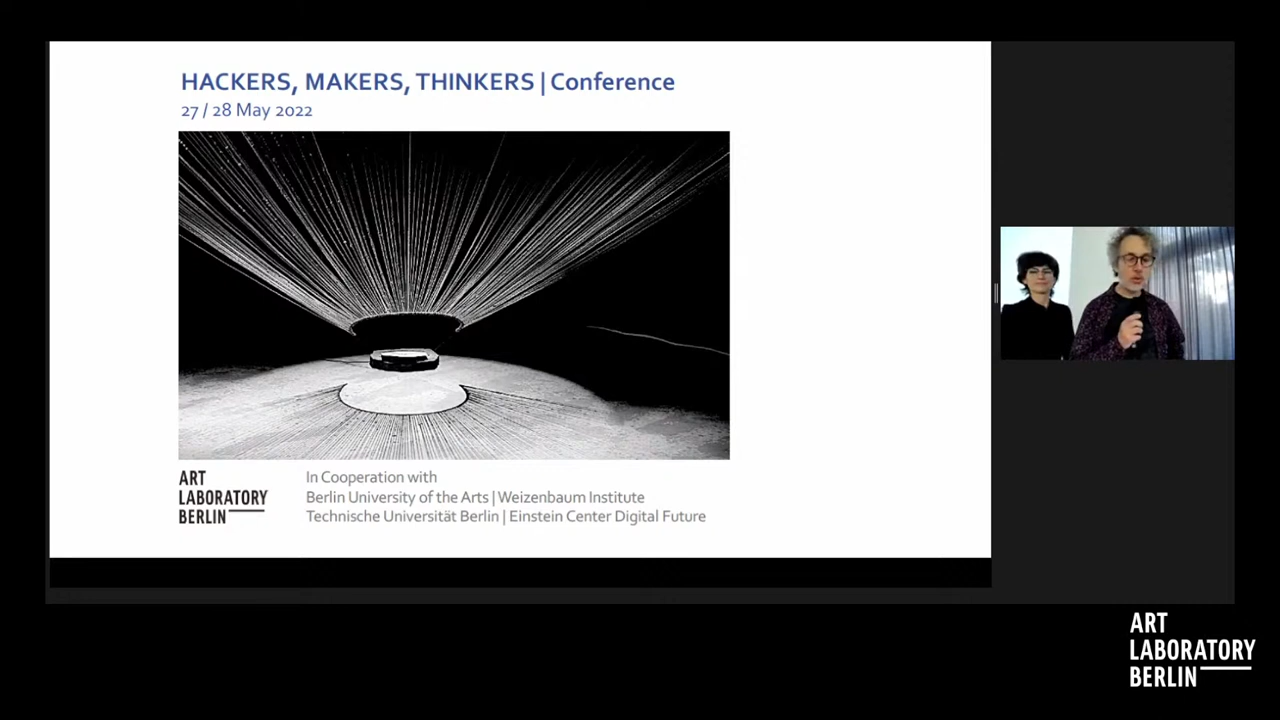 HACKERS, MAKERS, THINKERS | Conference
27 / 28 May 2022
ART
LABORATORY
BERLIN
In Cooperation with
Berlin University of the Arts | Weizenbaum Institute
Technische Universität Berlin | Einstein Center Digital Future
ART
LABORATORY
BERLIN